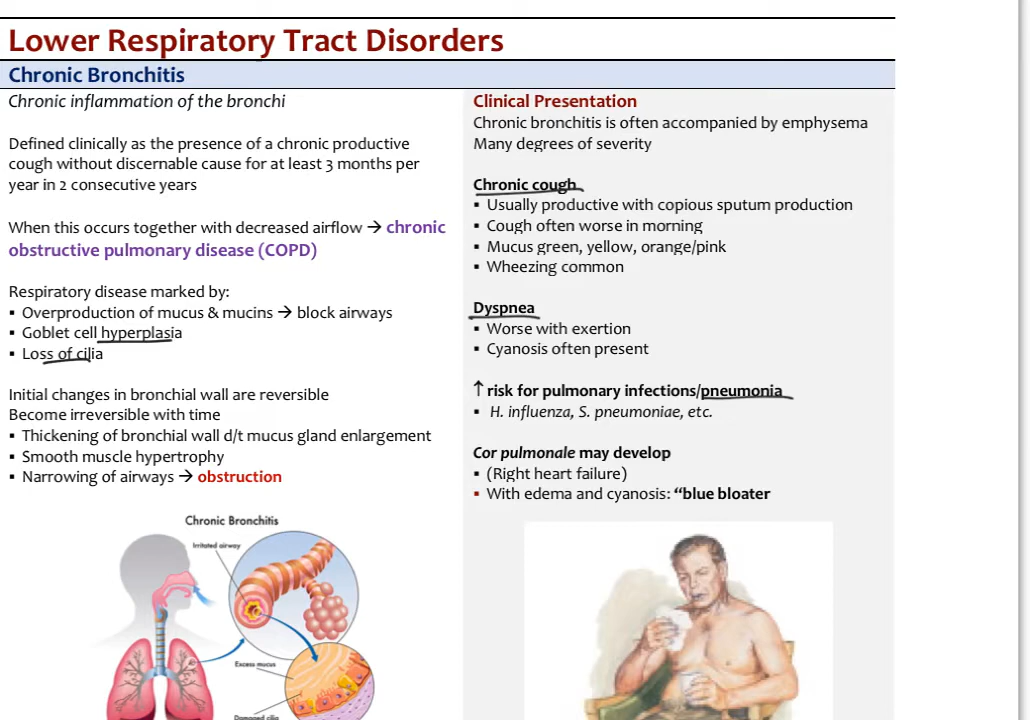 Lower Respiratory Tract Disorders
Chronic Bronchitis
Chronic inflammation of the bronchi
Defined clinically as the presence of a chronic productive
cough without discernable cause for at least 3 months per
year in 2 consecutive years
When this occurs together with decreased airflow → chronic
obstructive pulmonary disease (COPD)
Respiratory disease marked by:
▪ Overproduction of mucus & mucins → block airways
▪ Goblet cell hyperplasia
▪ Loss of cilia
Initial changes in bronchial wall are reversible
Become irreversible with time
▪ Thickening of bronchial wall d/t mucus gland enlargement
▪ Smooth muscle hypertrophy
▪ Narrowing of airways → obstruction
Chronic Bronchitis
Irritated airway
Excess mucus
Damaged cilia
Clinical Presentation
Chronic bronchitis is often accompanied by emphysema
Many degrees of severity
Chronic cough
▪ Usually productive with copious sputum production
▪ Cough often worse in morning
▪ Mucus green, yellow, orange/pink
▪ Wheezing common
Dyspnea
▪ Worse with exertion
▪ Cyanosis often present
↑ risk for pulmonary infections/pneumonia
▪ H. influenza, S. pneumoniae, etc.
Cor pulmonale may develop
▪ (Right heart failure)
▪ With edema and cyanosis: “blue bloater